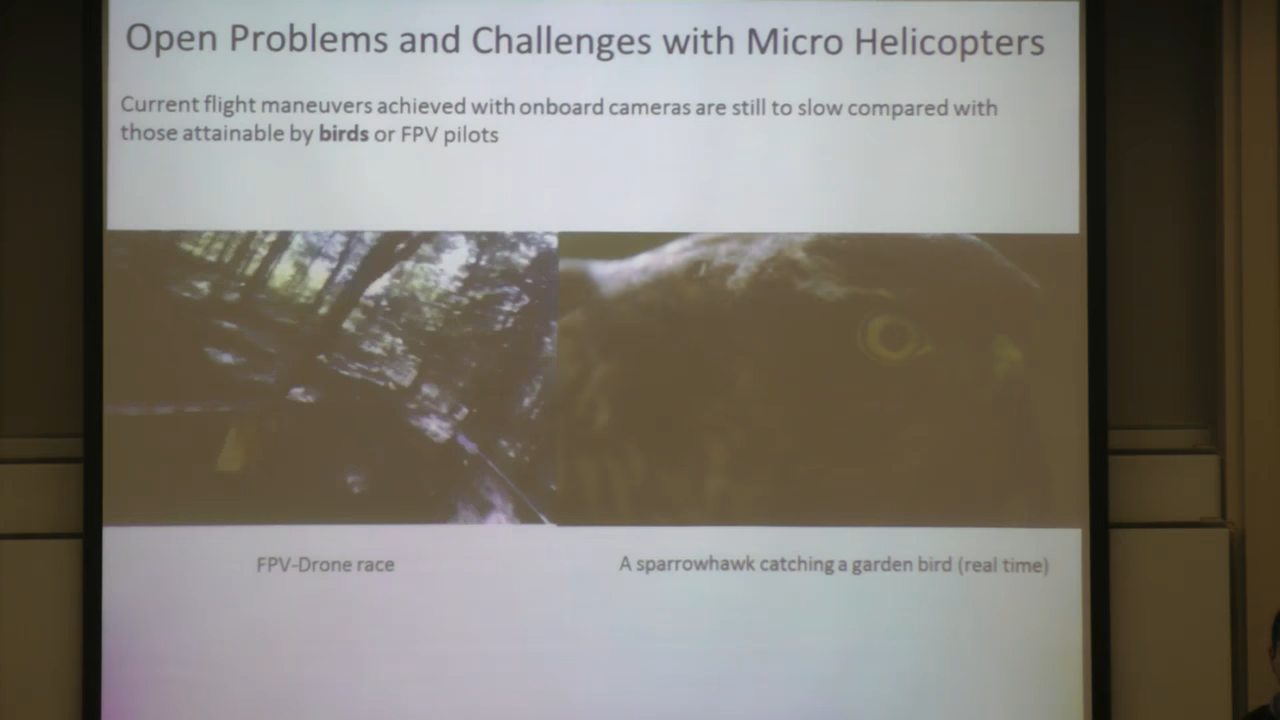 Open Problems and Challenges with Micro Helicopters
Current flight maneuvers achieved with onboard cameras are still to slow compared with
those attainable by birds or FPV pilots
FPV-Drone race
A sparrowhawk catching a garden bird (real time)